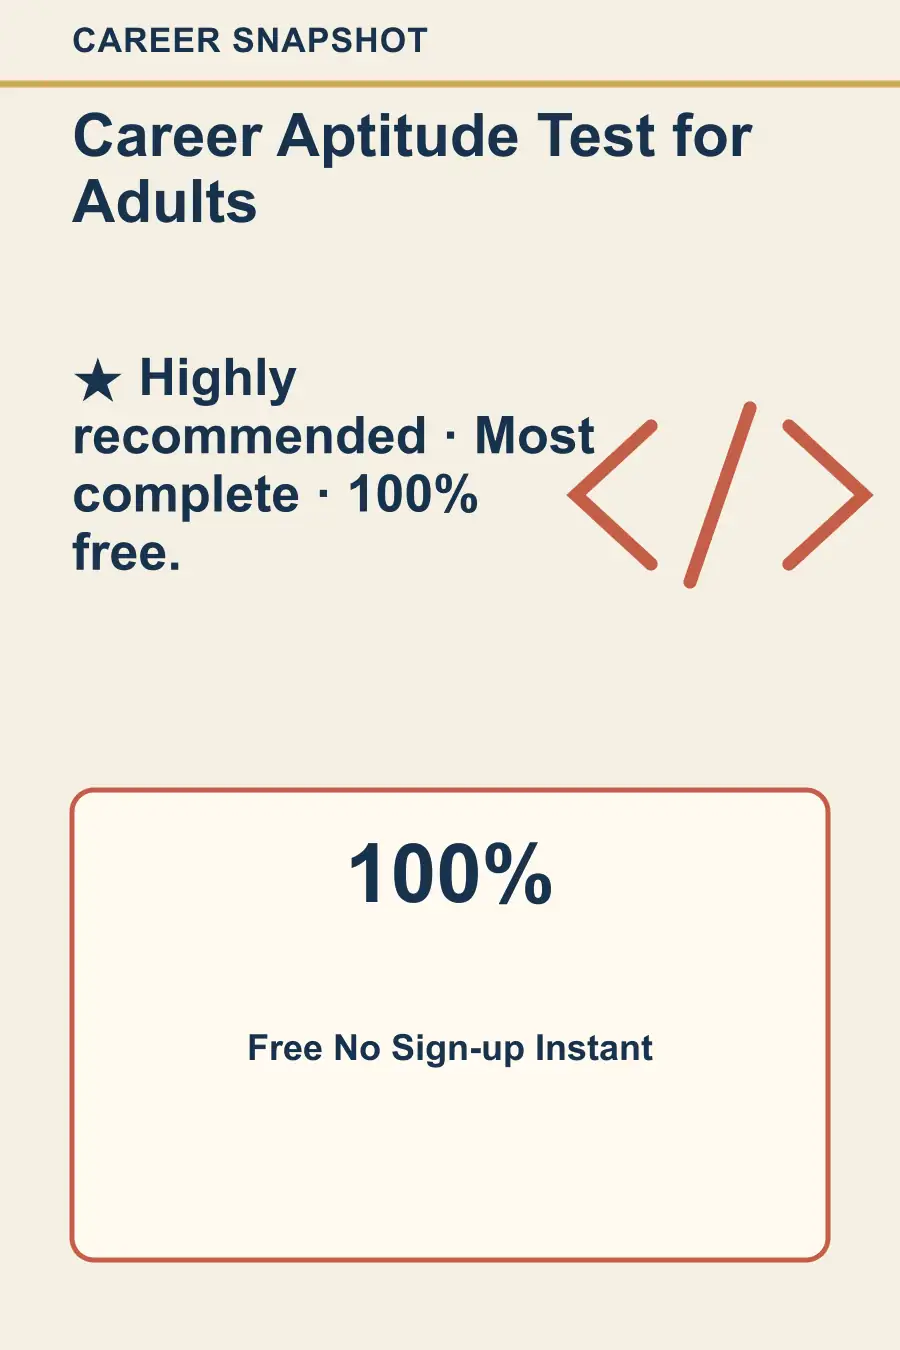 CAREER SNAPSHOT
Career Aptitude Test for
Adults
★ Highly
recommended · Most
complete · 100%
free.
100%
Free No Sign-up Instant